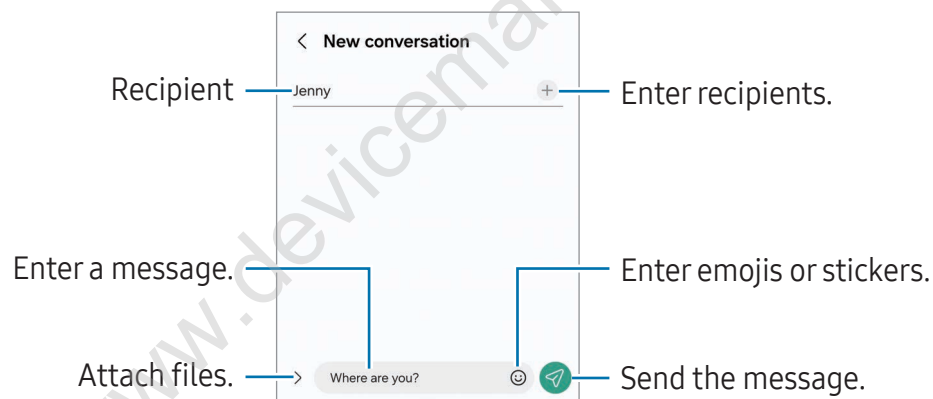 New conversation
Recipient
Jenny
Enter recipients.
Enter a message.
Enter emojis or stickers.
Attach files.
Where are you?
Send the message.
www.devicema